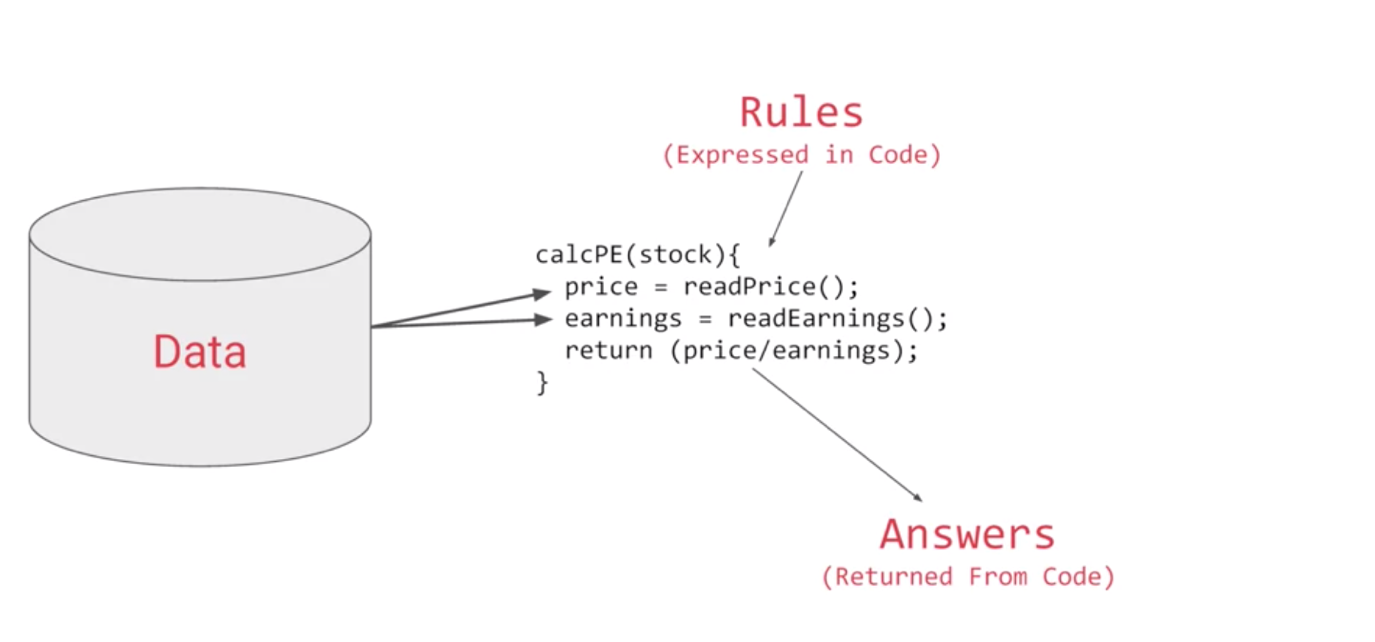 Rules
(Expressed in Code)
Data
calcPE(stock){
  price = readPrice();
  earnings = readEarnings();
  return (price/earnings);
}
Answers
(Returned From Code)